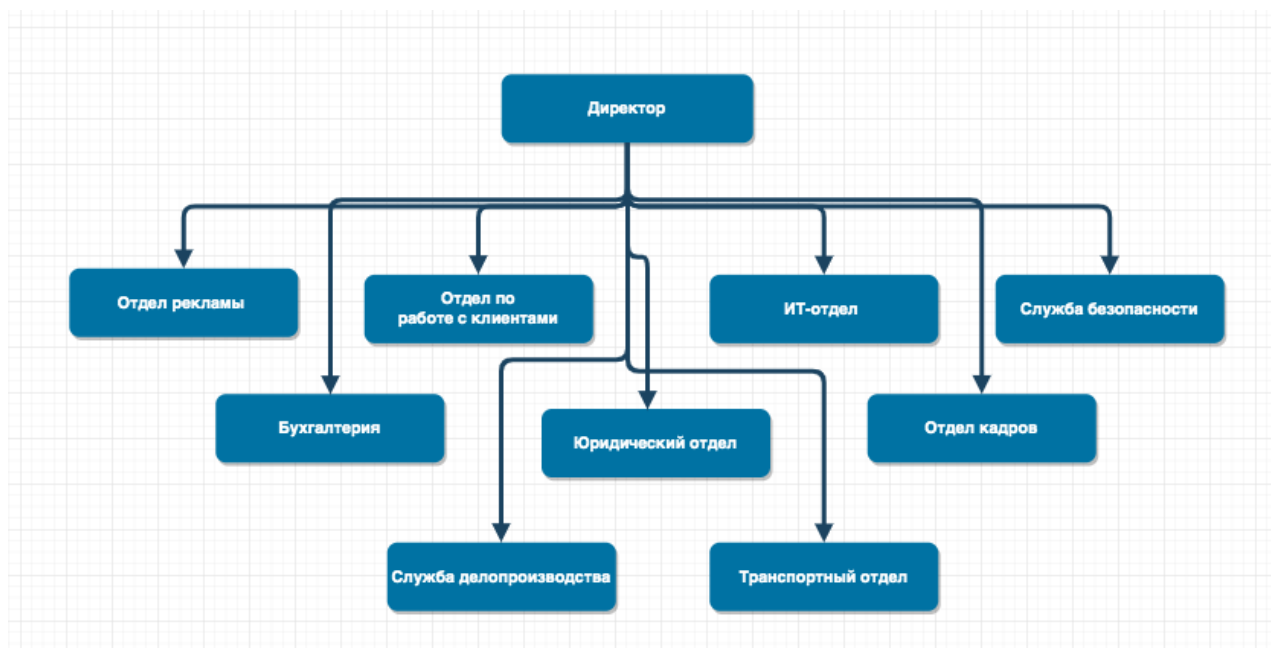 Директор
Отдел рекламы
Отдел по
работе с клиентами
ИТ-отдел
Служба безопасности
Бухгалтерия
Юридический отдел
Отдел кадров
Служба делопроизводства
Транспортный отдел